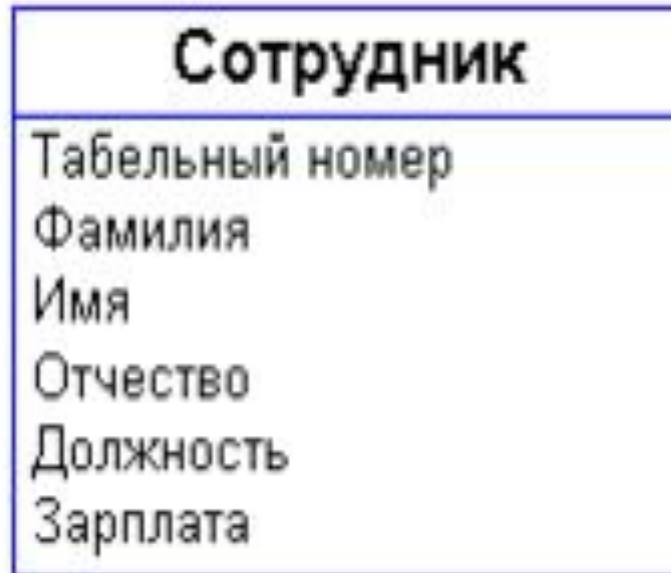 Сотрудник
Табельный номер
Фамилия
Имя
Отчество
Должность
Зарплата